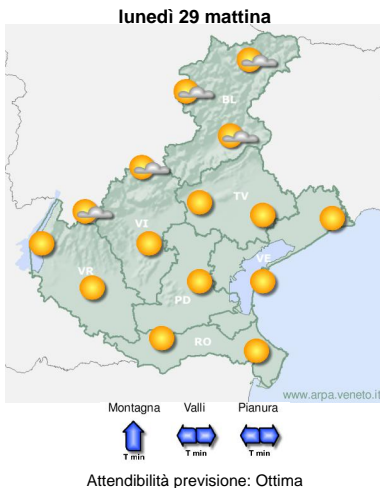 lunedì 29 mattina
BL
TV
VI
VE
VR
PD
RO
www.arpa.veneto.it
Montagna Valli Pianura
T min T min T min
Attendibilità previsione: Ottima